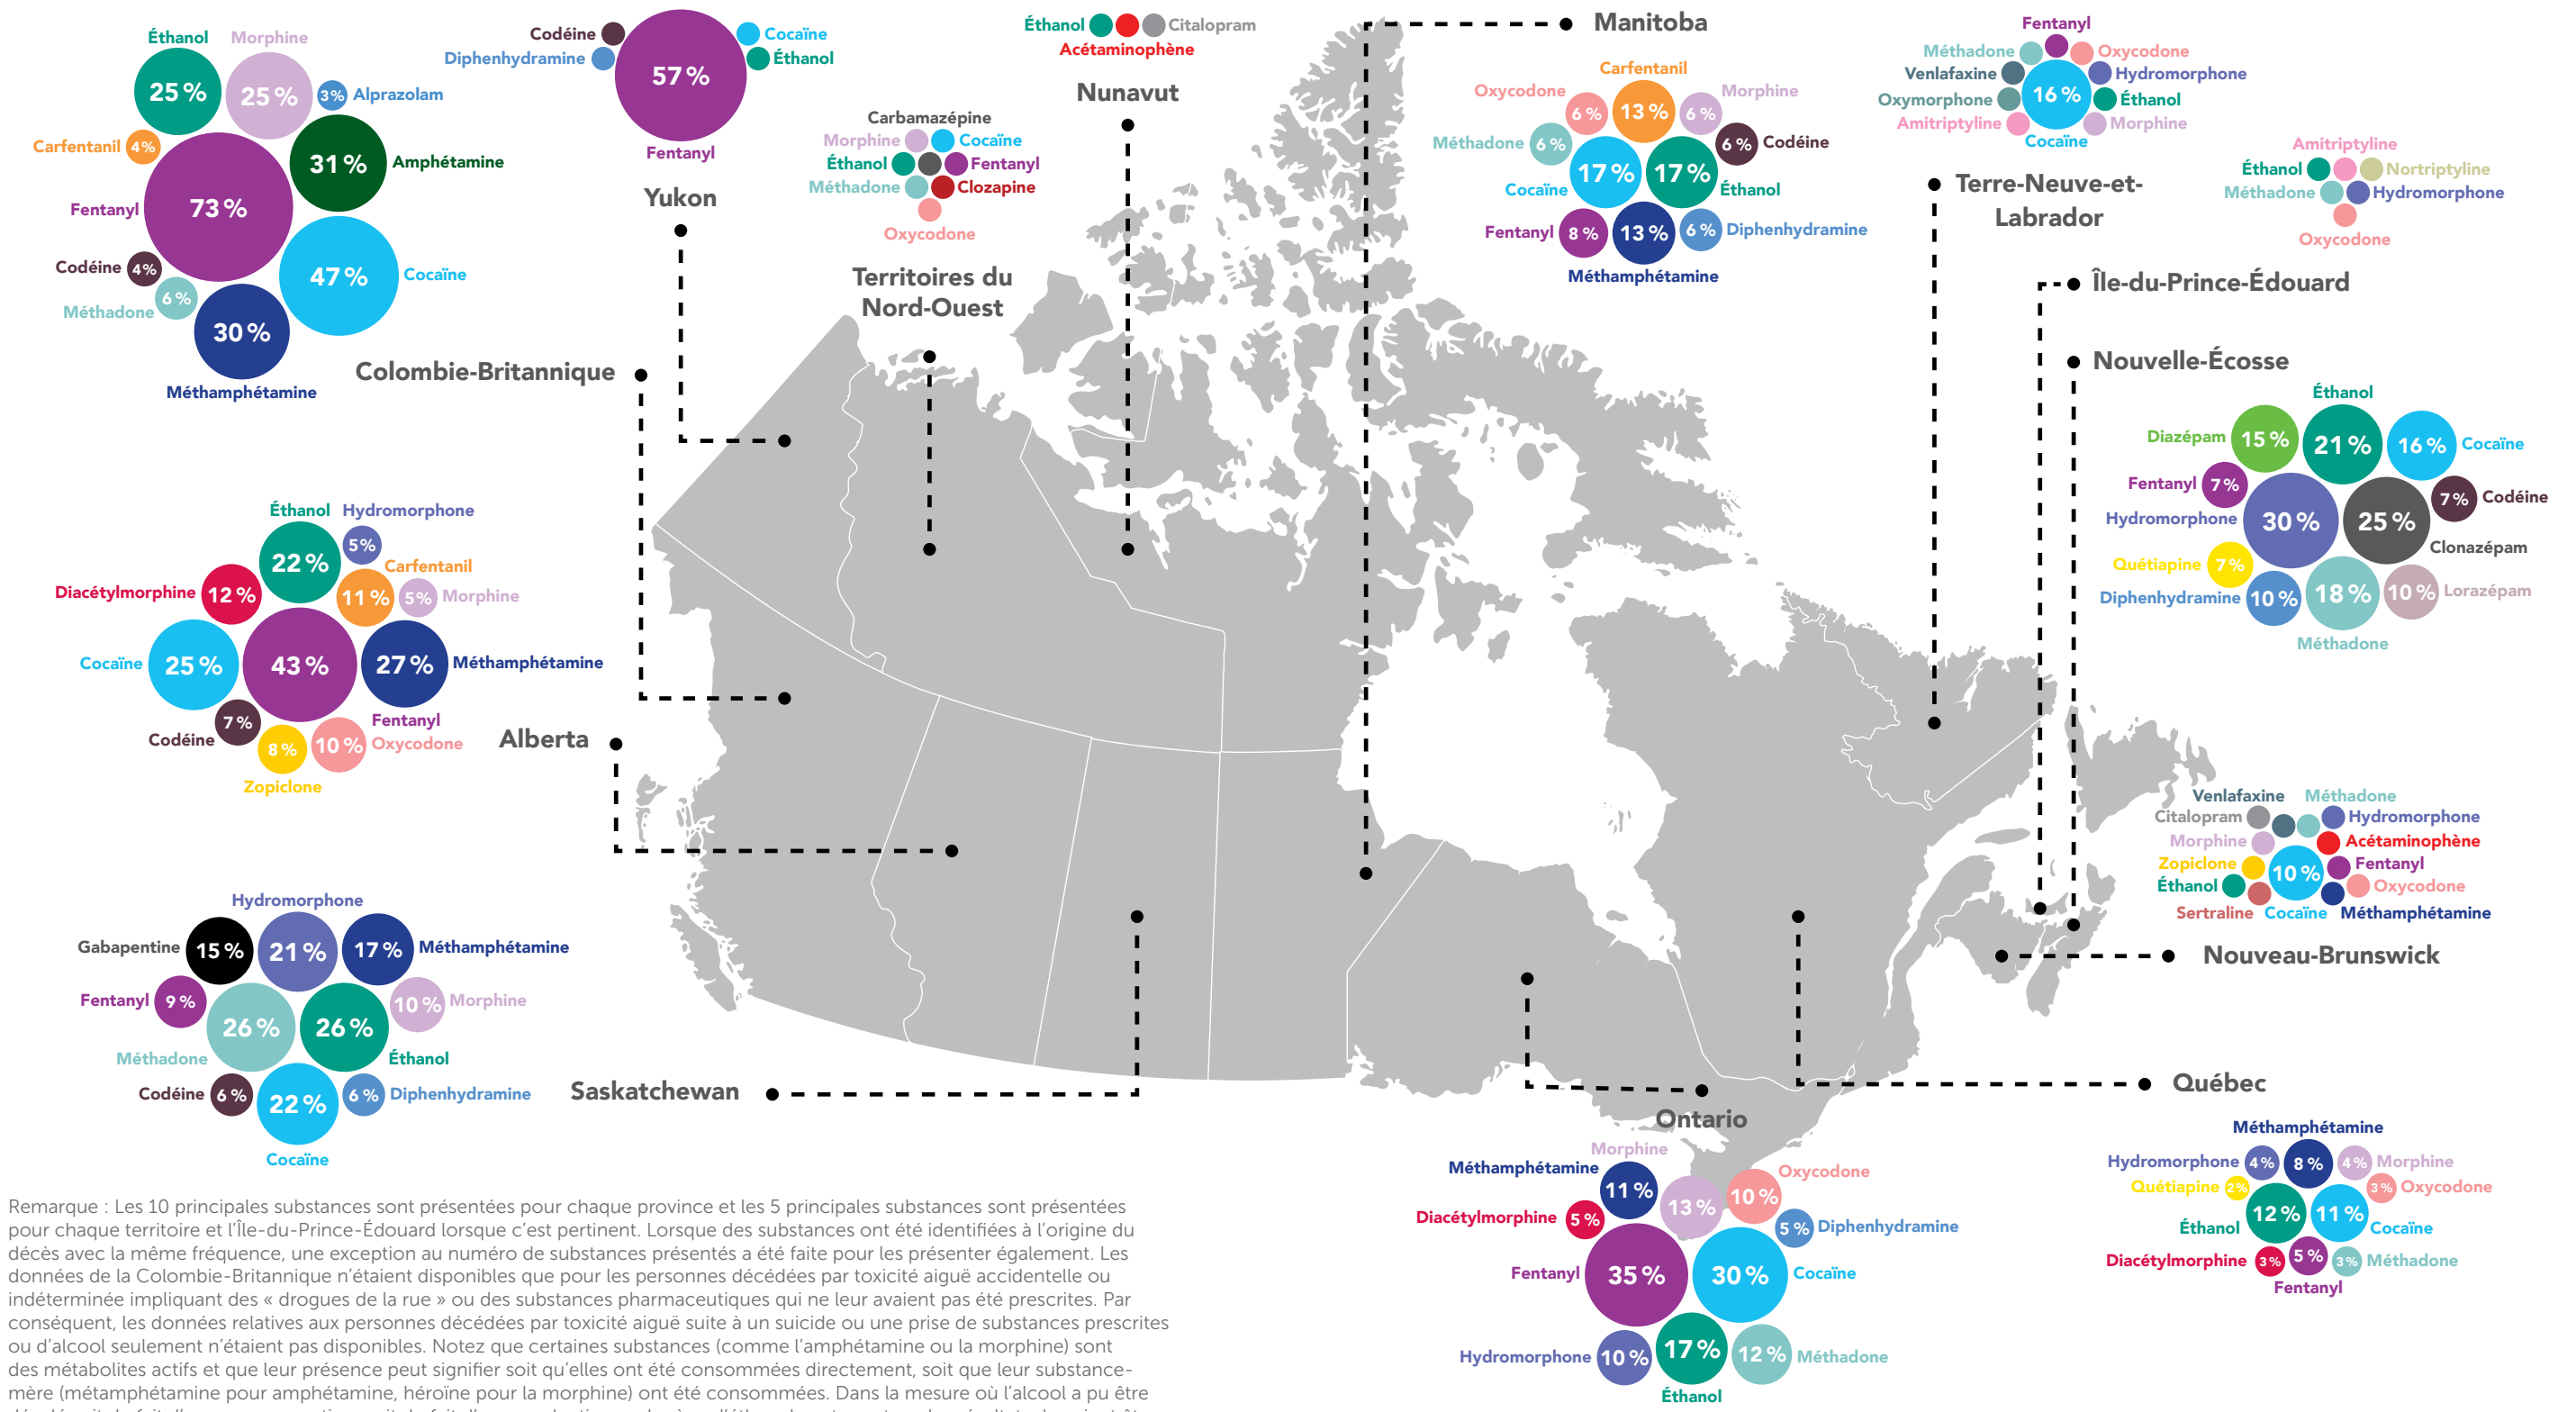 Éthanol
Morphine
25 %
25 %
3 %
Alprazolam
Carfentanil
4 %
31 %
Amphétamine
Fentanyl
73 %
Codéine
4 %
47 %
Cocaïne
Méthadone
6 %
30 %
Méthamphétamine
Colombie-Britannique
Codéine
Cocaïne
Diphenhydramine
Éthanol
57 %
Fentanyl
Yukon
Carbamazépine
Morphine
Cocaïne
Éthanol
Fentanyl
Méthadone
Clozapine
Oxycodone
Territoires du
Nord-Ouest
Éthanol
Citalopram
Acétaminophène
Nunavut
Manitoba
Carfentanil
Oxycodone
6 %
13 %
6 %
Morphine
Méthadone
6 %
6 %
Codéine
Cocaïne
17 %
17 %
Éthanol
Fentanyl
8 %
13 %
6 %
Diphenhydramine
Méthamphétamine
Fentanyl
Méthadone
Oxycodone
Venlafaxine
Hydromorphone
Oxymorphone
16 %
Éthanol
Amitriptyline
Morphine
Cocaïne
Terre-Neuve-et-
Labrador
Amitriptyline
Éthanol
Nortriptyline
Méthadone
Hydromorphone
Oxycodone
Île-du-Prince-Édouard
Nouvelle-Écosse
Éthanol
Diazépam
15 %
21 %
16 %
Cocaïne
Fentanyl
7 %
7 %
Codéine
Hydromorphone
30 %
25 %
Clonazépam
Quétiapine
7 %
Diphenhydramine
10 %
18 %
10 %
Lorazépam
Méthadone
Éthanol
Hydromorphone
22 %
5 %
Carfentanil
Diacétylmorphine
12 %
11 %
5 %
Morphine
Cocaïne
25 %
43 %
27 %
Méthamphétamine
Fentanyl
7 %
Codéine
8 %
10 %
Oxycodone
Zopiclone
Alberta
Venlafaxine
Méthadone
Citalopram
Hydromorphone
Morphine
Acétaminophène
Zopiclone
10 %
Fentanyl
Éthanol
Oxycodone
Sertraline
Cocaïne
Méthamphétamine
Nouveau-Brunswick
Hydromorphone
Gabapentine
15 %
21 %
17 %
Méthamphétamine
Fentanyl
9 %
10 %
Morphine
26 %
26 %
Méthadone
Éthanol
Codéine
6 %
22 %
6 %
Diphenhydramine
Cocaïne
Saskatchewan
Ontario
Morphine
Méthamphétamine
11 %
13 %
10 %
Oxycodone
Diacétylmorphine
5 %
5 %
Diphenhydramine
Fentanyl
35 %
30 %
Cocaïne
Hydromorphone
10 %
17 %
12 %
Méthadone
Éthanol
Québec
Méthamphétamine
Hydromorphone
4 %
8 %
4 %
Morphine
Quétiapine
2 %
3 %
Oxycodone
12 %
11 %
Éthanol
Cocaïne
Diacétylmorphine
3 %
5 %
3 %
Méthadone
Fentanyl
Remarque : Les 10 principales substances sont présentées pour chaque province et les 5 principales substances sont présentées
pour chaque territoire et l'Île-du-Prince-Édouard lorsque c'est pertinent. Lorsque des substances ont été identifiées à l'origine du
décès avec la même fréquence, une exception au numéro de substances présentés a été faite pour les présenter également. Les
données de la Colombie-Britannique n'étaient disponibles que pour les personnes décédées par toxicité aiguë accidentelle ou
indéterminée impliquant des « drogues de la rue » ou des substances pharmaceutiques qui ne leur avaient pas été prescrites. Par
conséquent, les données relatives aux personnes décédées par toxicité aiguë suite à un suicide ou une prise de substances prescrites
ou d'alcool seulement n'étaient pas disponibles. Notez que certaines substances (comme l'amphétamine ou la morphine) sont
des métabolites actifs et que leur présence peut signifier soit qu'elles ont été consommées directement, soit que leur substance-
mère (métamphétamine pour amphétamine, héroïne pour la morphine) ont été consommées. Dans la mesure où l'alcool a pu être